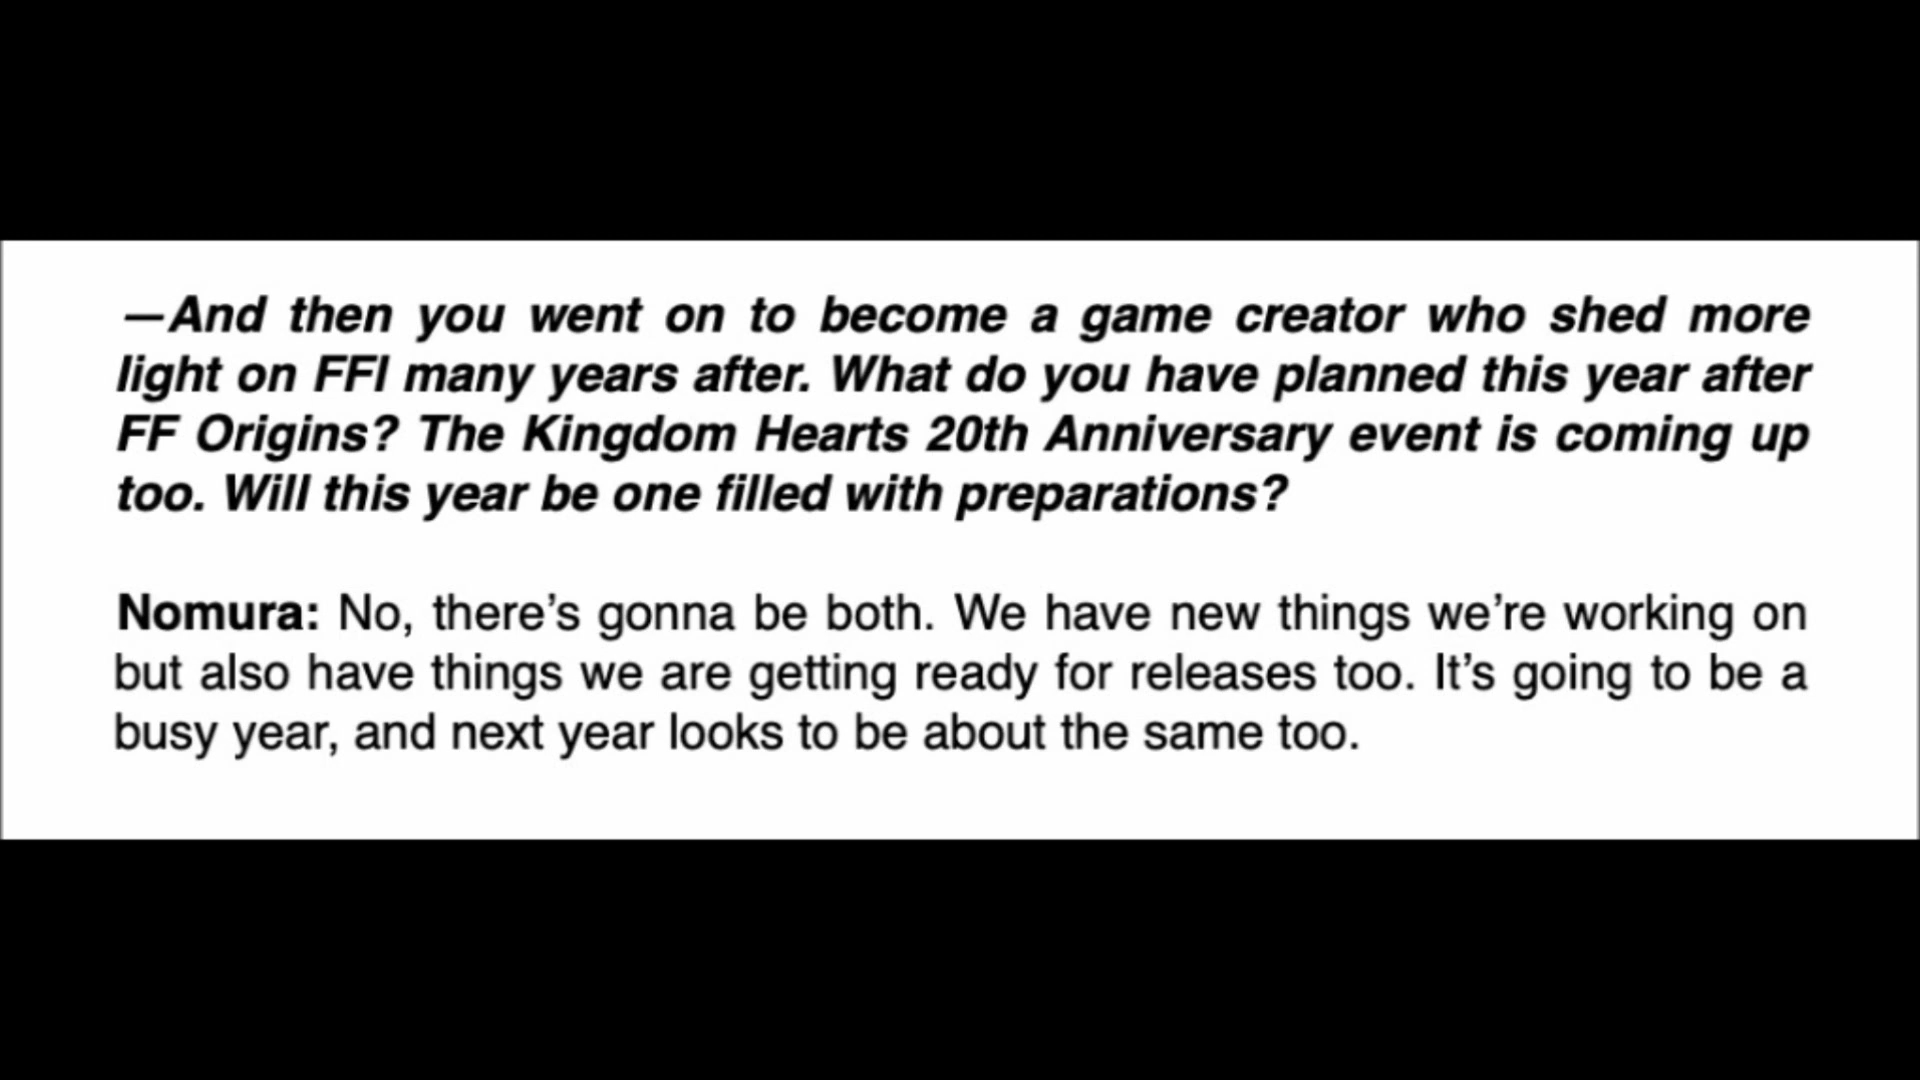 —And then you went on to become a game creator who shed more
light on FFI many years after. What do you have planned this year after
FF Origins? The Kingdom Hearts 20th Anniversary event is coming up
too. Will this year be one filled with preparations?
Nomura: No, there’s gonna be both. We have new things we’re working on
but also have things we are getting ready for releases too. It’s going to be a
busy year, and next year looks to be about the same too.